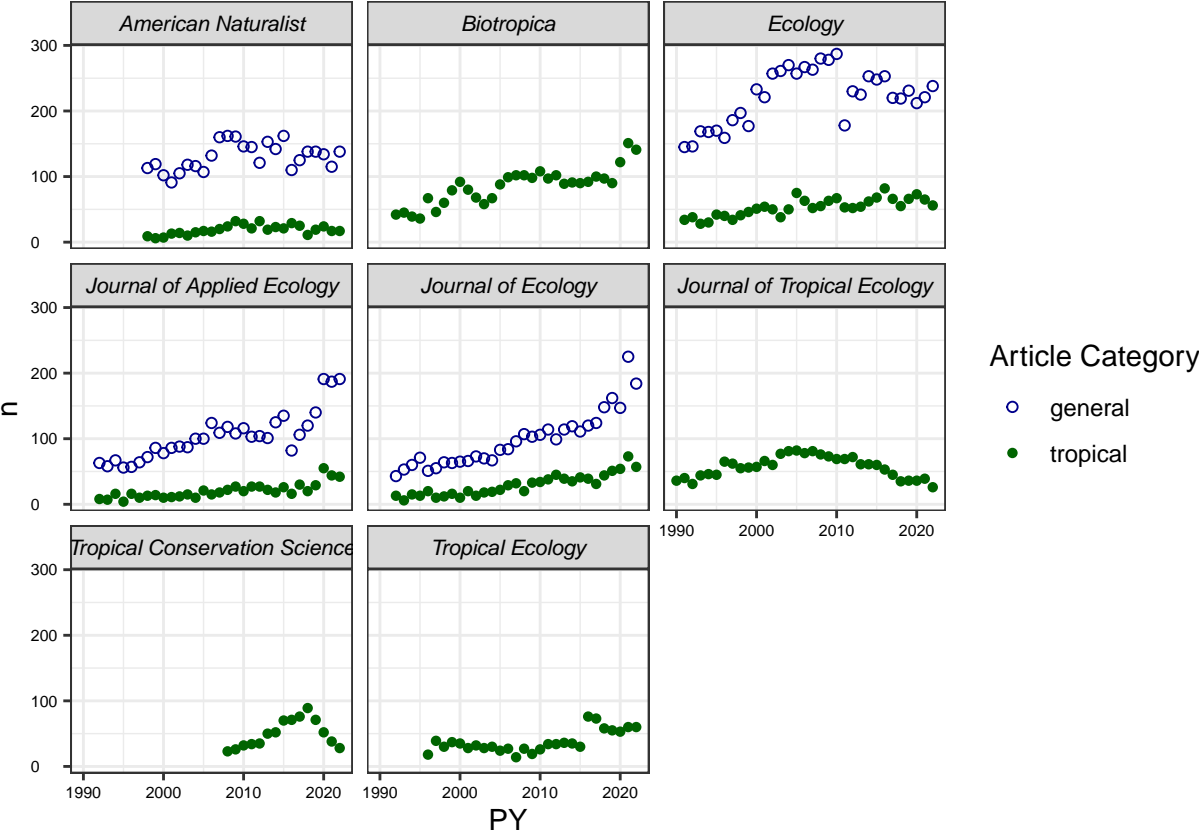 American Naturalist
Biotropica
Ecology
300
200
100
0
Journal of Applied Ecology
Journal of Ecology
Journal of Tropical Ecology
300
200
100
0
n
Article Category
general
tropical
1990
2000
2010
2020
Tropical Conservation Science
Tropical Ecology
300
200
100
0
1990
2000
2010
2020
1990
2000
2010
2020
PY